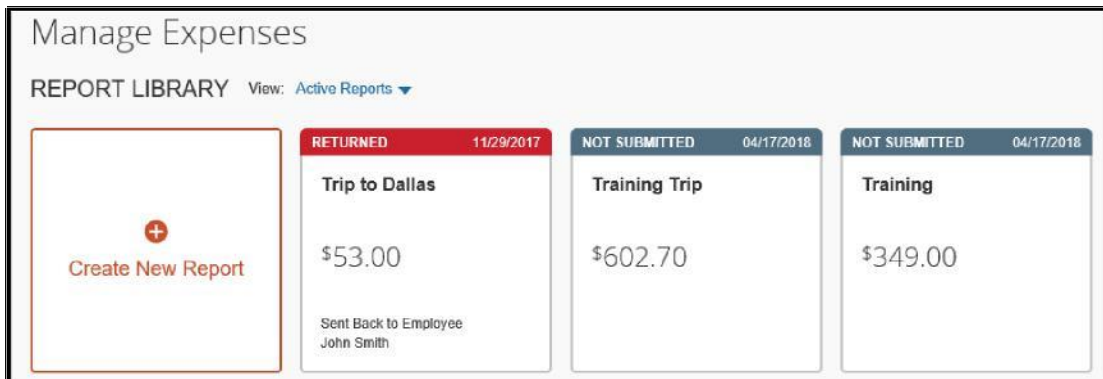 Manage Expenses
REPORT LIBRARY View: Active Reports
Create New Report
RETURNED 11/29/2017
Trip to Dallas
$53.00
Sent Back to Employee
John Smith
NOT SUBMITTED 04/17/2018
Training Trip
$602.70
NOT SUBMITTED 04/17/2018
Training
$349.00